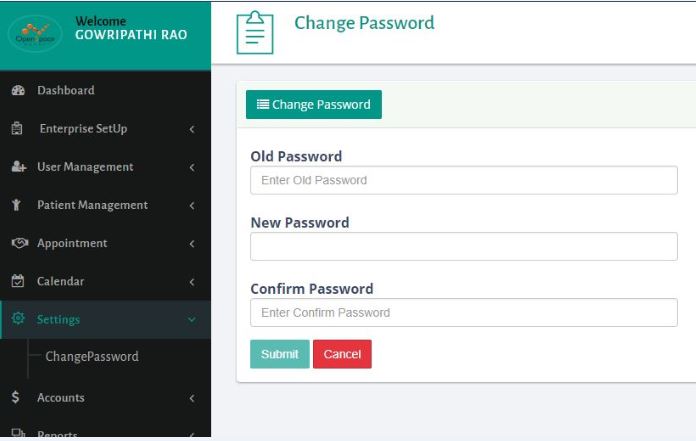 Welcome
GOWRIPATHI RAO
Change Password
Dashboard
Enterprise SetUp
User Management
Patient Management
Appointment
Calendar
Settings
ChangePassword
$ Accounts
Reports
Change Password
Old Password
Enter Old Password
New Password
Confirm Password
Enter Confirm Password
Submit Cancel